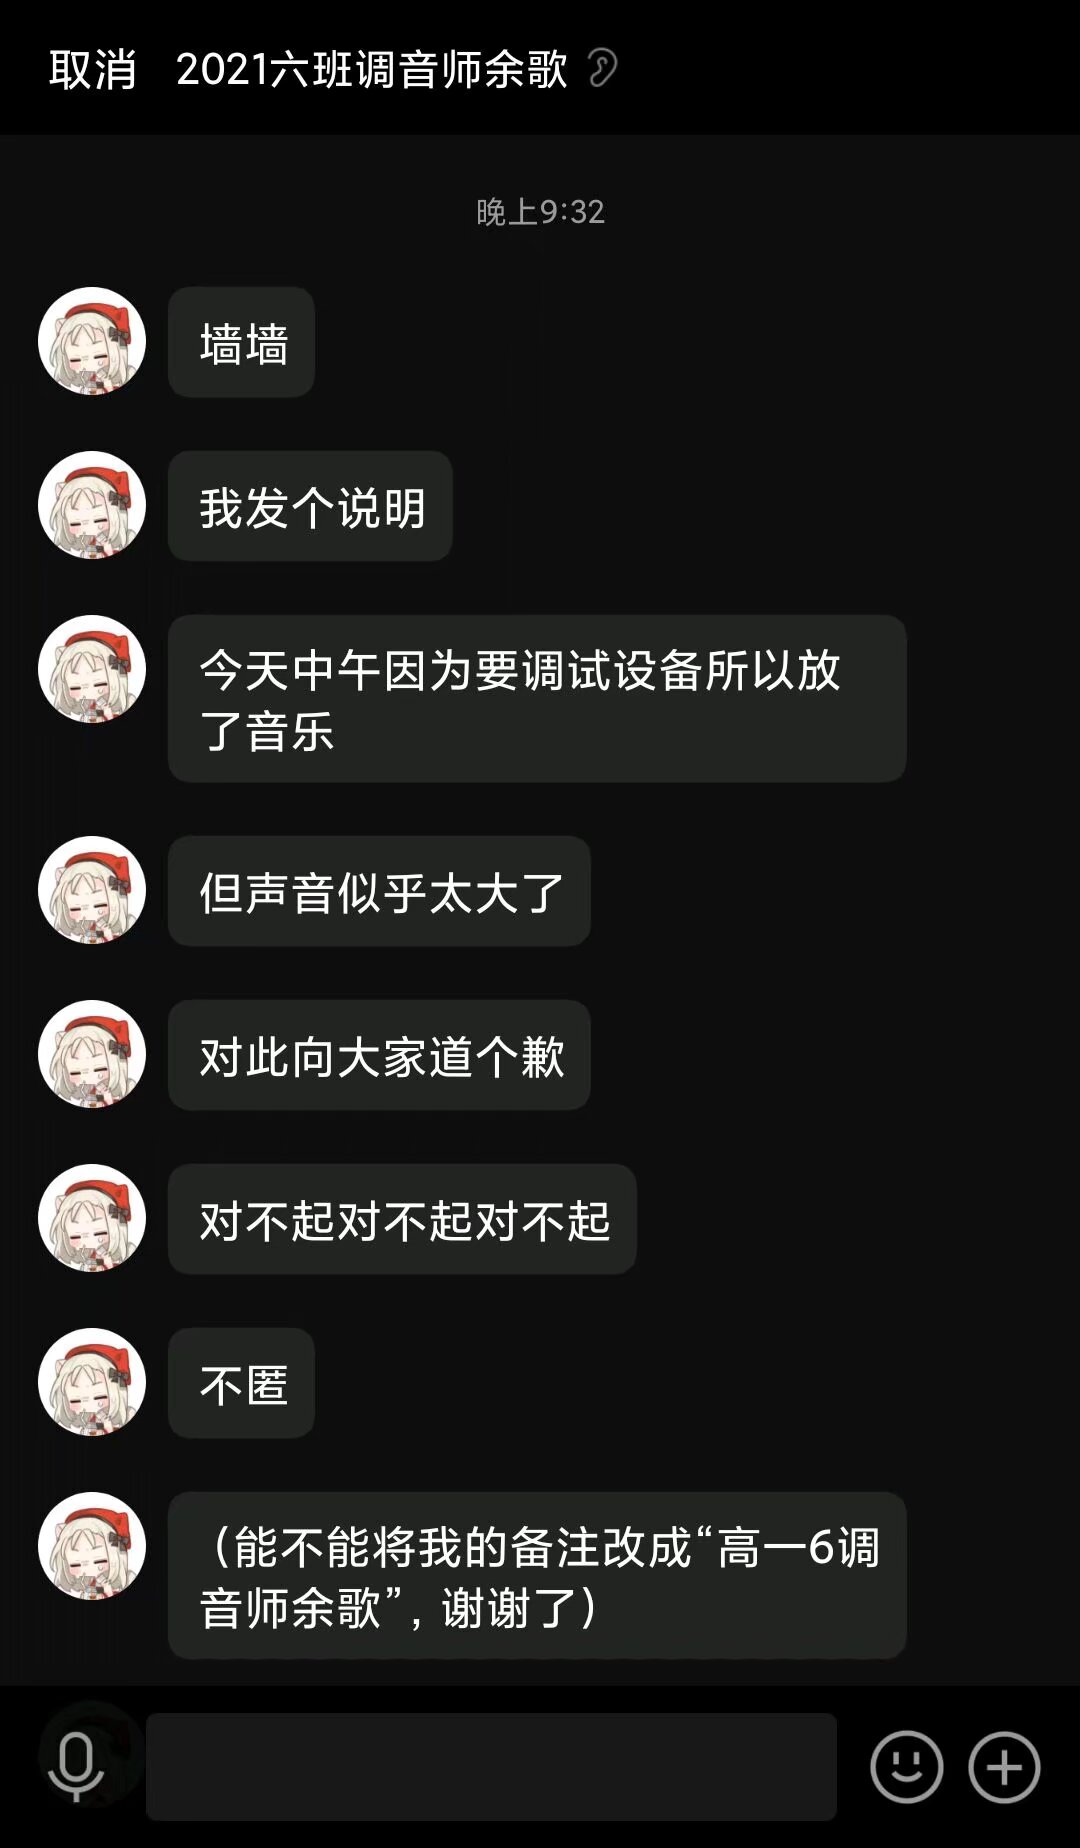 取消 2021六班调音师余歌
晚上9:32
墙墙
我发个说明
今天中午因为要调试设备所以放
了音乐
但声音似乎太大了
对此向大家道个歉
对不起对不起对不起
不匿
（能不能将我的备注改成“高一6调
音师余歌”，谢谢了）